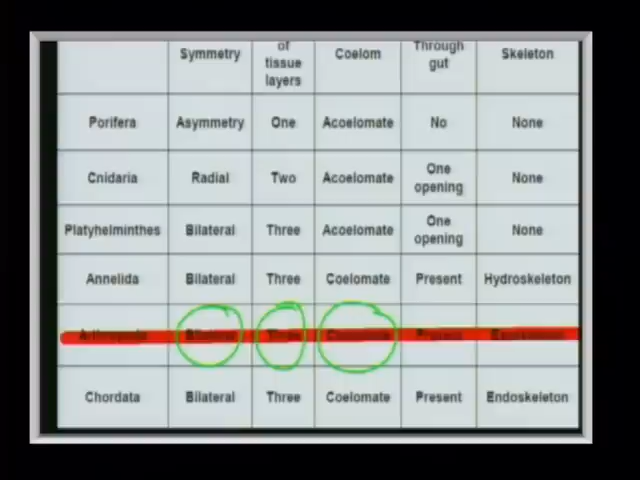 of
Through
Symmetry
tissue
Coelom
gut
Skeleton
layers
Porifera Asymmetry One Acoelomate No None
Cnidaria Radial Two Acoelomate One opening None
Platyhelminthes Bilateral Three Acoelomate One opening None
Annelida Bilateral Three Coelomate Present Hydroskeleton
Bilateral Three
Chordata Bilateral Three Coelomate Present Endoskeleton